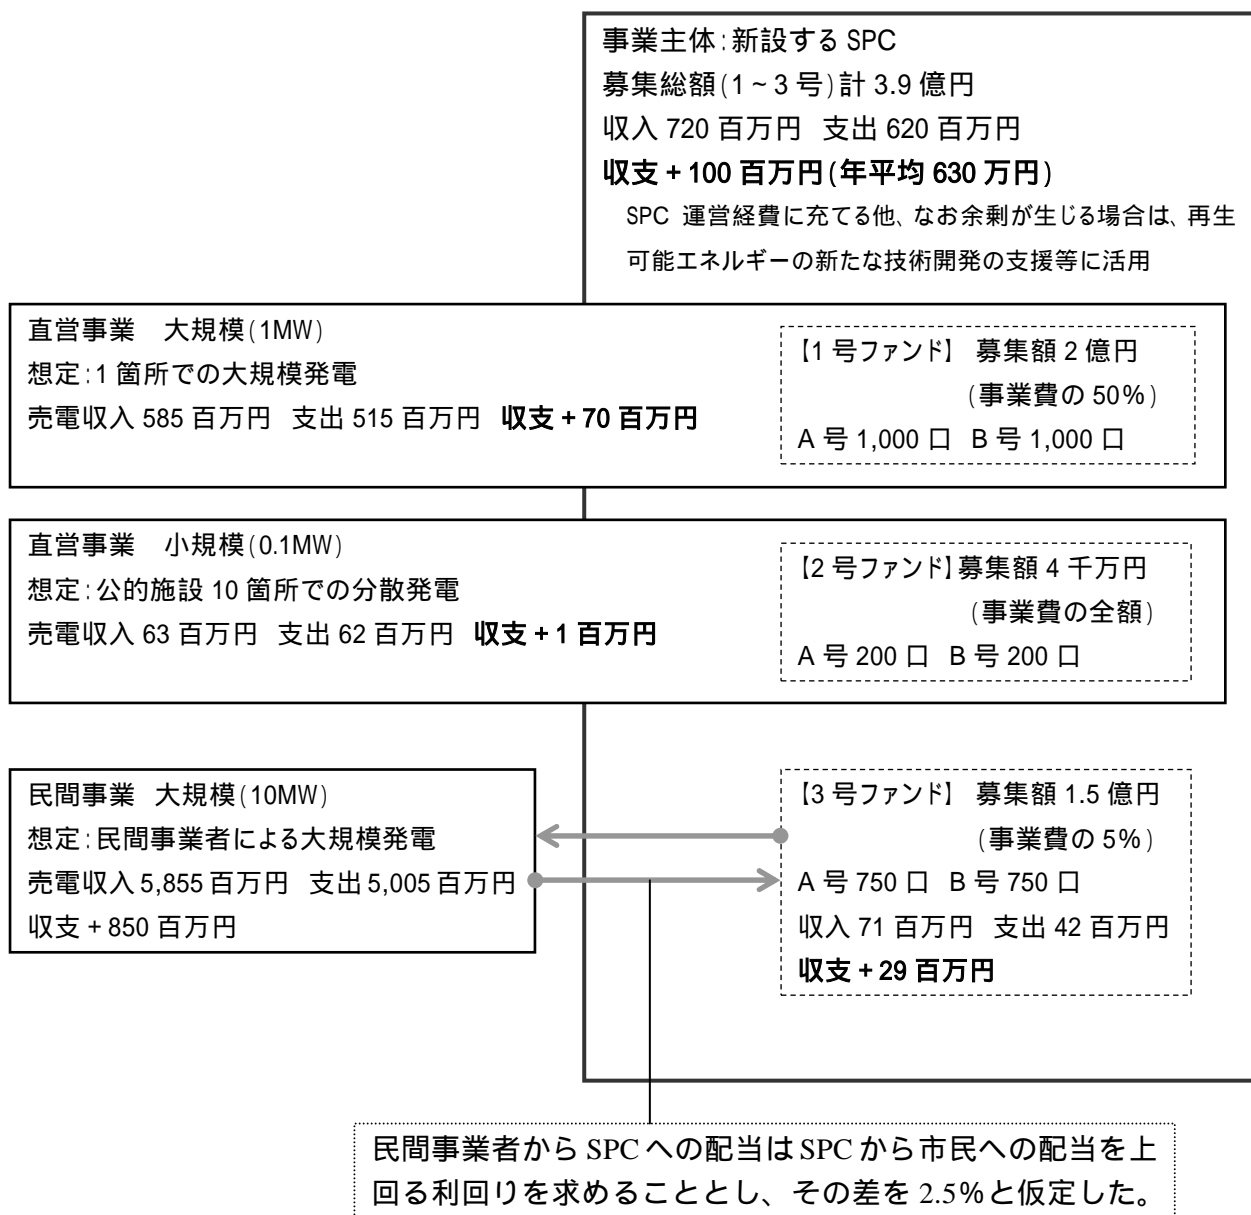 事業主体:新設する SPC
募集総額(1~3 号)計 3.9 億円
収入 720 百万円 支出 620 百万円
収支+100 百万円(年平均 630 万円)
SPC 運営経費に充てる他、なお余剰が生じる場合は、再生
可能エネルギーの新たな技術開発の支援等に活用
直営事業 大規模(1MW)
想定:1 箇所での大規模発電
売電収入 585 百万円 支出 515 百万円 収支+70 百万円
【1 号ファンド】 募集額 2 億円
(事業費の 50%)
A 号 1,000 口 B 号 1,000 口
直営事業 小規模(0.1MW)
想定:公的施設 10 箇所での分散発電
売電収入 63 百万円 支出 62 百万円 収支+1 百万円
【2 号ファンド】募集額 4 千万円
(事業費の全額)
A 号 200 口 B 号 200 口
民間事業 大規模(10MW)
想定:民間事業者による大規模発電
売電収入 5,855 百万円 支出 5,005 百万円
収支+850 百万円
【3 号ファンド】 募集額 1.5 億円
(事業費の 5%)
A 号 750 口 B 号 750 口
収入 71 百万円 支出 42 百万円
収支+29 百万円
民間事業者から SPC への配当は SPC から市民への配当を上
回る利回りを求めることとし、その差を 2.5%と仮定した。